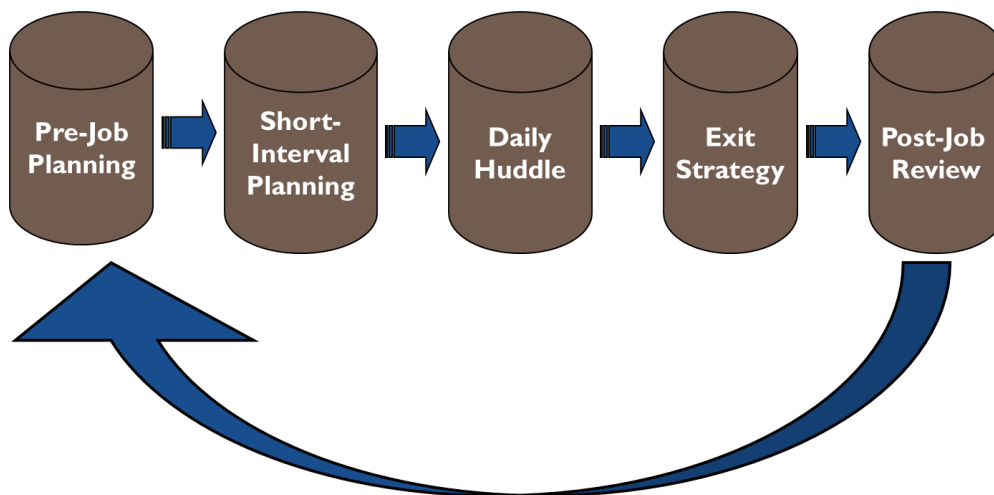 Pre-Job
Planning
Short-
Interval
Planning
Daily
Huddle
Exit
Strategy
Post-Job
Review